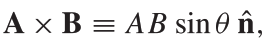 A × B ≡ AB sin θ n̂,